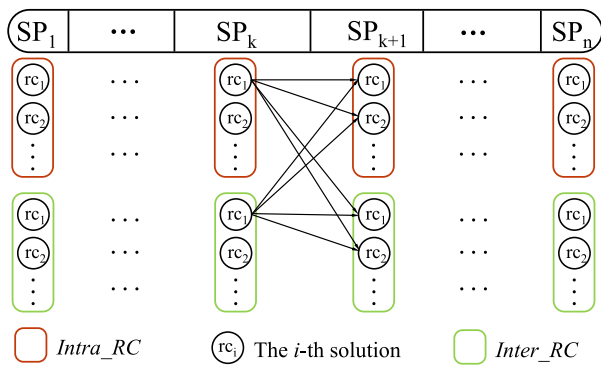 SP1 ... SPk SPk+1 ... SPn
rc1 ... rc1 rc1 ... rc1
rc2 ... rc2 rc2 ... rc2
... ...
rc1 ... rc1 rc1 ... rc1
rc2 ... rc2 rc2 ... rc2
... ...
Intra_RC rci The i-th solution Inter_RC